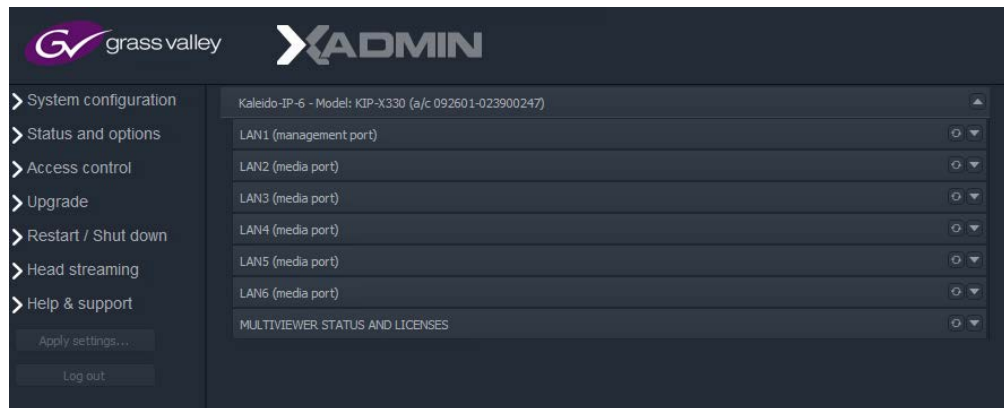 grass valley
XADMIN
System configuration
Status and options
Access control
Upgrade
Restart / Shut down
Head streaming
Help & support
Apply settings...
Log out
Kaleido-IP-6 - Model: KIP-X330 (a/c 092601-023900247)
LAN1 (management port)
LAN2 (media port)
LAN3 (media port)
LAN4 (media port)
LAN5 (media port)
LAN6 (media port)
MULTIVIEWER STATUS AND LICENSES